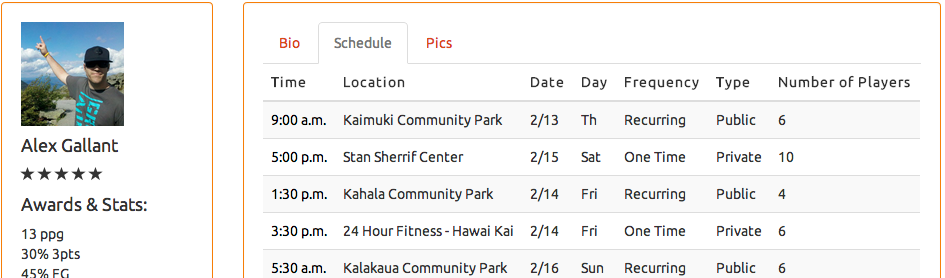 Alex Gallant
★★★★★
Awards & Stats:
13 ppg
30% 3pts
45% FG
Bio Schedule Pics
Time Location Date Day Frequency Type Number of Players
9:00 a.m. Kaimuki Community Park 2/13 Th Recurring Public 6
5:00 p.m. Stan Sherrif Center 2/15 Sat One Time Private 10
1:30 p.m. Kahala Community Park 2/14 Fri Recurring Public 4
3:30 p.m. 24 Hour Fitness - Hawai Kai 2/14 Fri One Time Private 6
5:30 a.m. Kalakaua Community Park 2/16 Sun Recurring Public 6